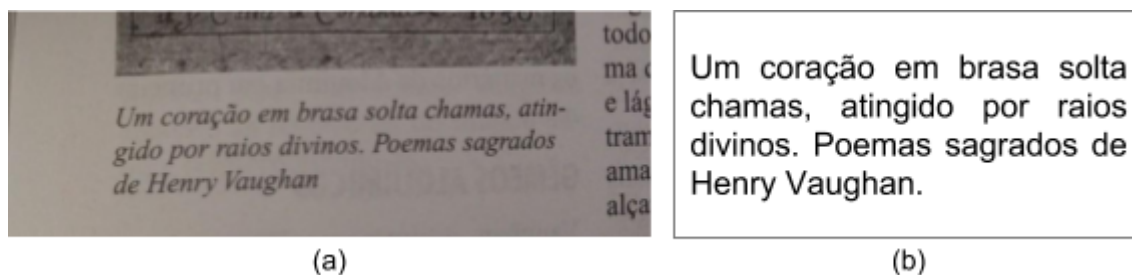 1650
todo
ma
e lág
Um coração em brasa solta chamas, atin-
gido por raios divinos. Poemas sagrados
de Henry Vaughan
tram
ama
alça
Um coração em brasa solta
chamas, atingido por raios
divinos. Poemas sagrados de
Henry Vaughan.
(a)
(b)